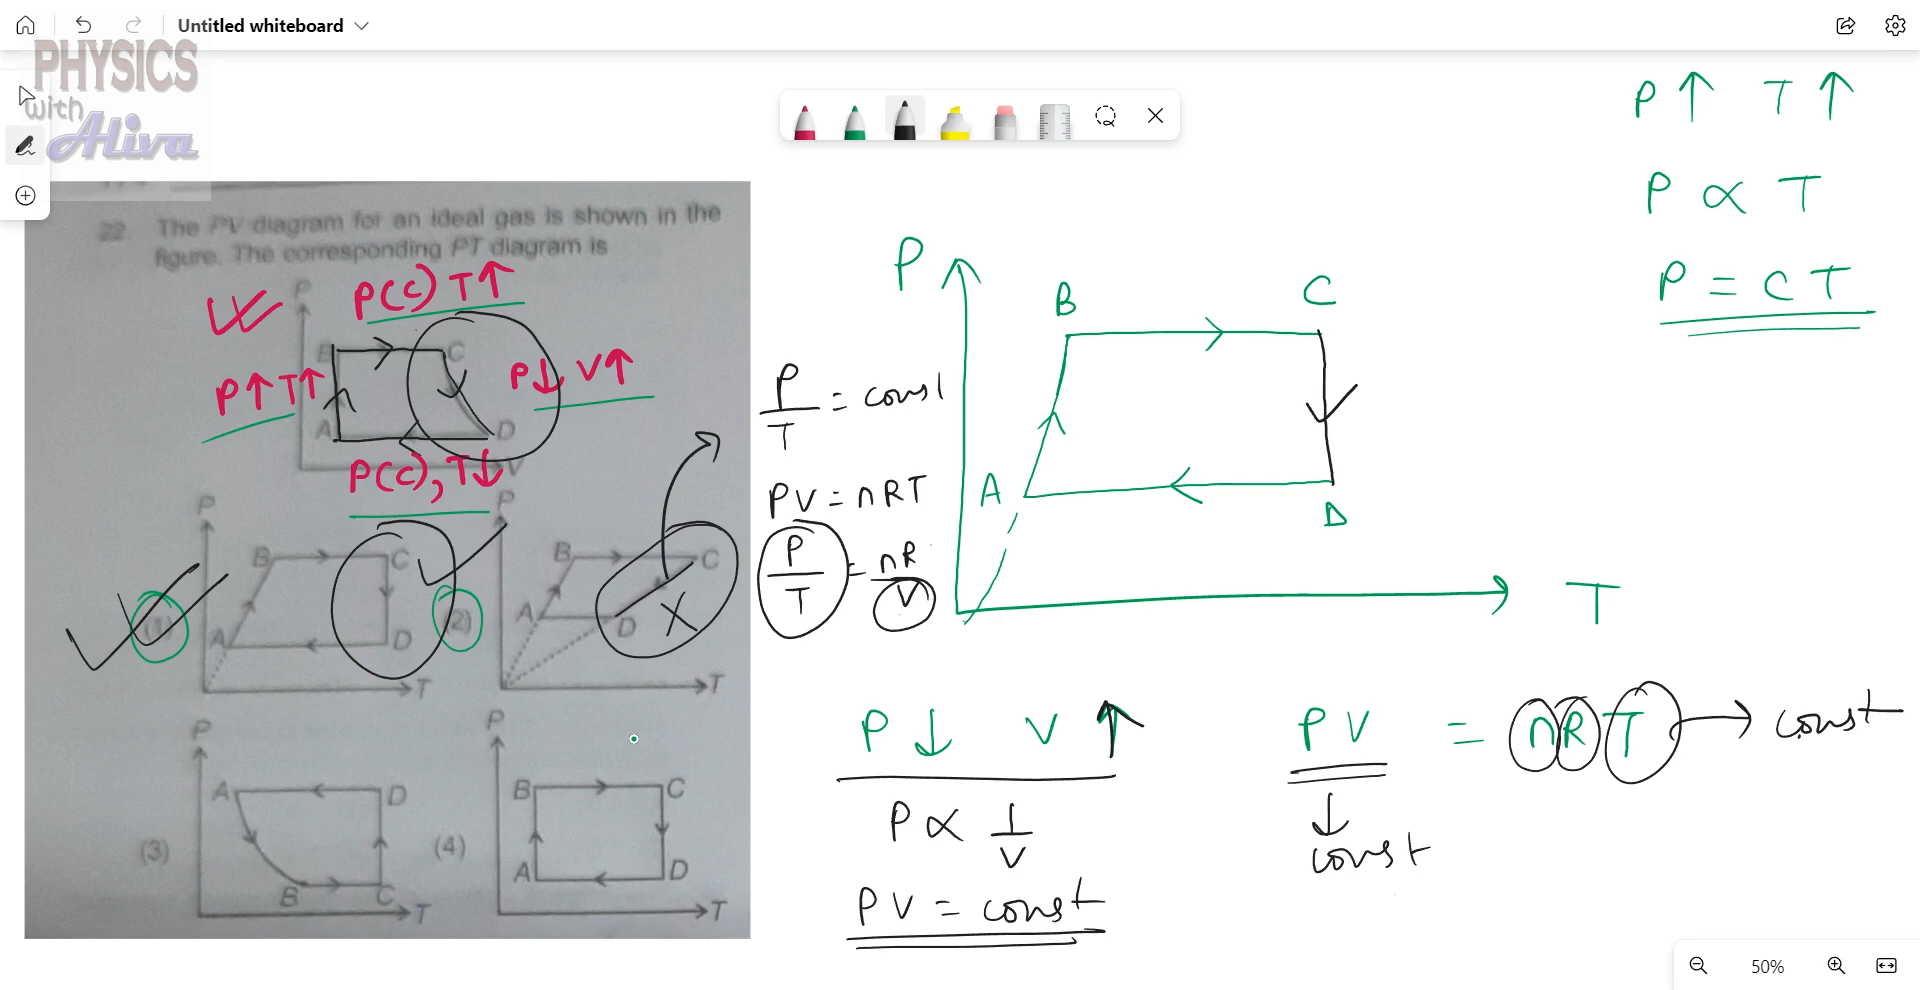 Untitled whiteboard
PHYSICS
with
Aliva
22. The PV diagram for an ideal gas is shown in the
figure. The corresponding PT diagram is
P
P(c) T↑
B C
P↑ T↑
P↓ V↑
A D
V
P(c), T↓
P
B C
(1)
A D
T
P
B C
(2)
A D
X
T
P
A D
(3)
B C
T
P
B C
(4)
A D
T
P
B C
A D
T
P/T = const
PV = nRT
P/T = nR/V
P↑ T↑
P ∝ T
P = CT
P↓ V↑
P ∝ 1/V
PV = const
PV = nRT → const
↓
const
50%